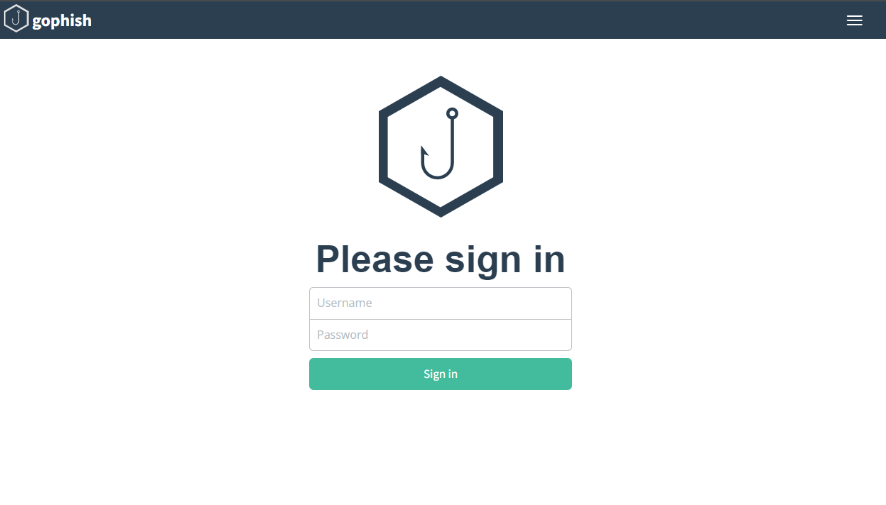 gophish
Please sign in
Username
Password
Sign in